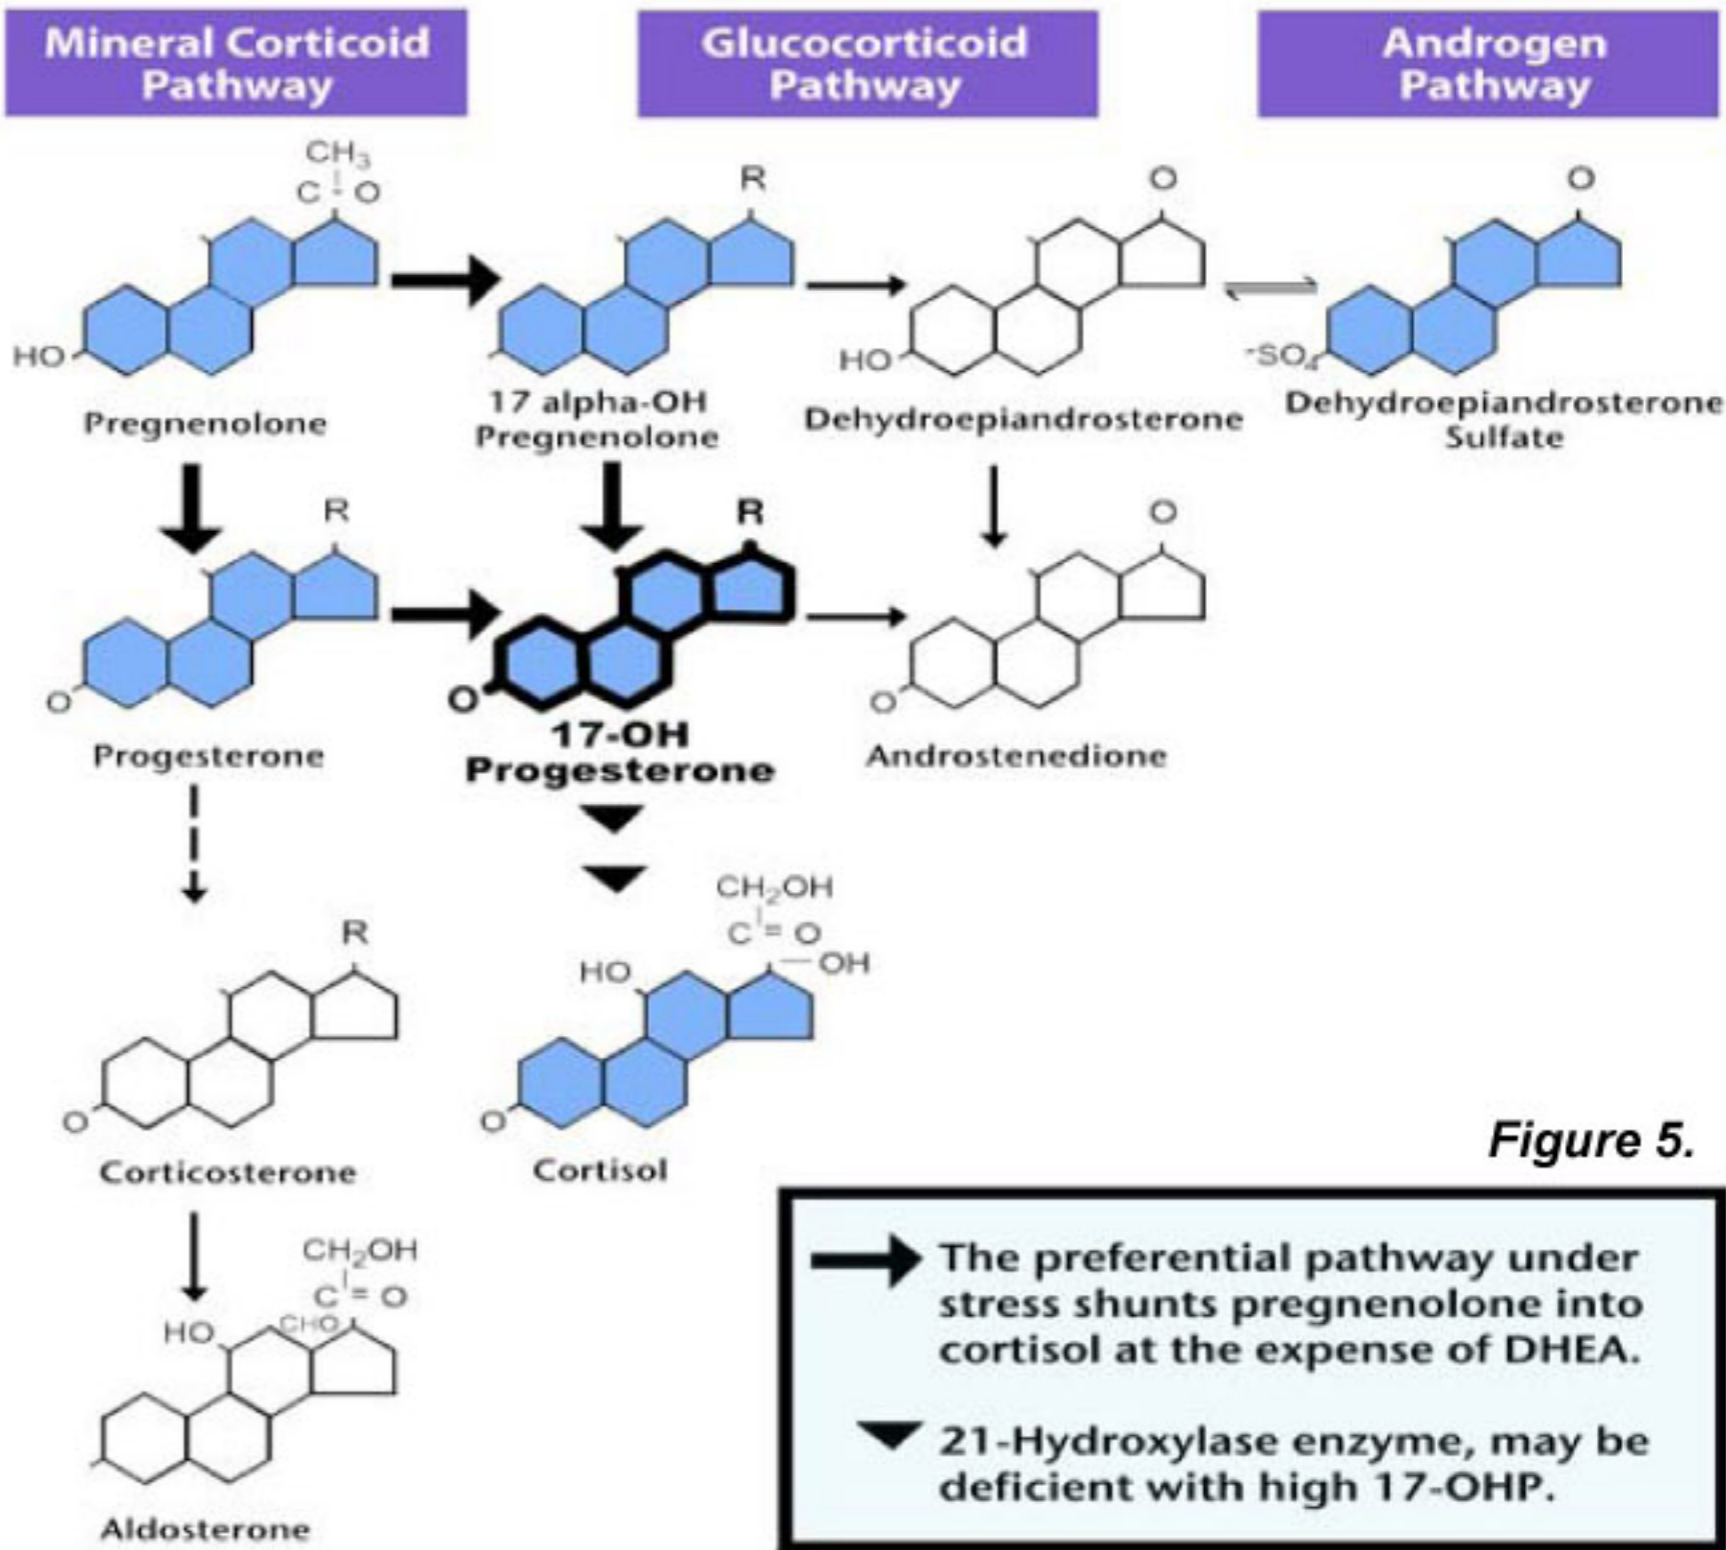 Mineral Corticoid
Pathway
Glucocorticoid
Pathway
Androgen
Pathway
CH₃
C - O
HO
Pregnenolone
R
17 alpha-OH
Pregnenolone
O
HO
Dehydroepiandrosterone
O
⁻SO₄
Dehydroepiandrosterone
Sulfate
R
O
Progesterone
R
O
17-OH
Progesterone
O
O
Androstenedione
R
O
Corticosterone
CH₂OH
C = O
OH
HO
O
Cortisol
CH₂OH
C = O
CHO
HO
Aldosterone
Figure 5.
The preferential pathway under
stress shunts pregnenolone into
cortisol at the expense of DHEA.
21-Hydroxylase enzyme, may be
deficient with high 17-OHP.